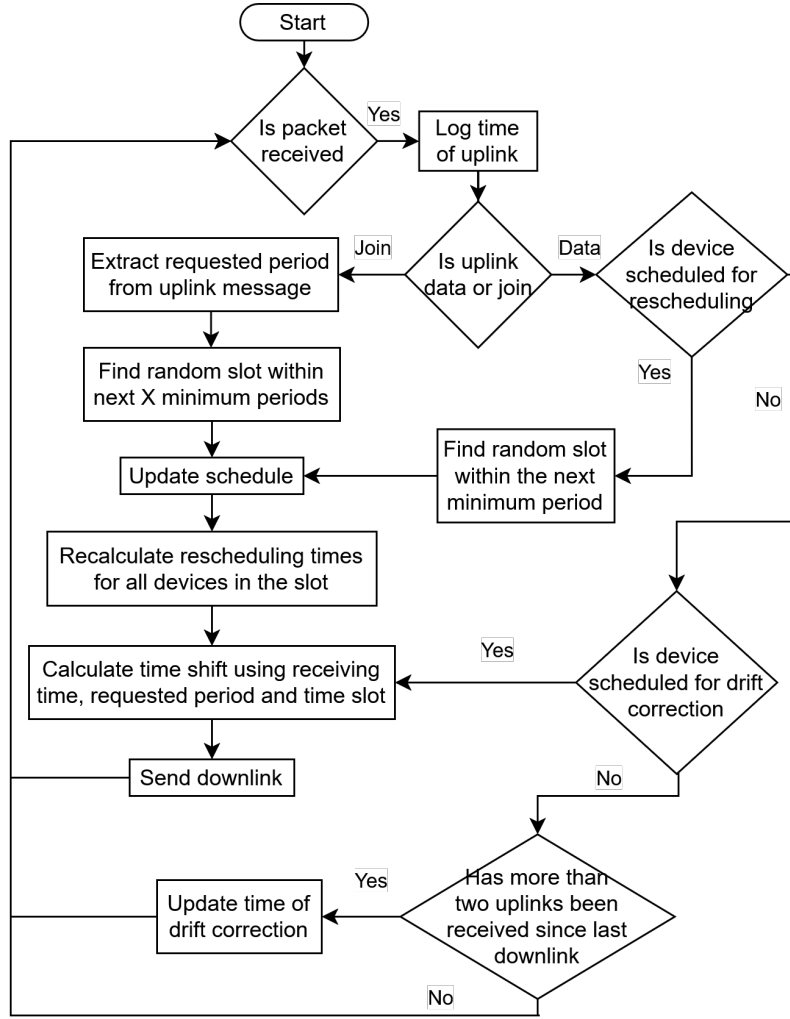 Start
Is packet
received
Yes
Log time
of uplink
Join
Is uplink
data or join
Data
Is device
scheduled for
rescheduling
Extract requested period
from uplink message
Yes
No
Find random slot within
next X minimum periods
Find random slot
within the next
minimum period
Update schedule
Recalculate rescheduling times
for all devices in the slot
Yes
Is device
scheduled for drift
correction
Calculate time shift using receiving
time, requested period and time slot
Send downlink
No
Yes
Has more than
two uplinks been
received since last
downlink
Update time of
drift correction
No